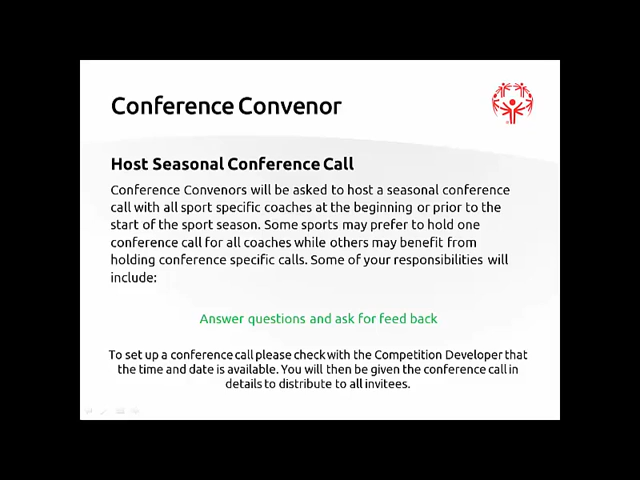 Conference Convenor
Host Seasonal Conference Call
Conference Convenors will be asked to host a seasonal conference
call with all sport specific coaches at the beginning or prior to the
start of the sport season. Some sports may prefer to hold one
conference call for all coaches while others may benefit from
holding conference specific calls. Some of your responsibilities will
include:
Answer questions and ask for feed back
To set up a conference call please check with the Competition Developer that
the time and date is available. You will then be given the conference call in
details to distribute to all invitees.